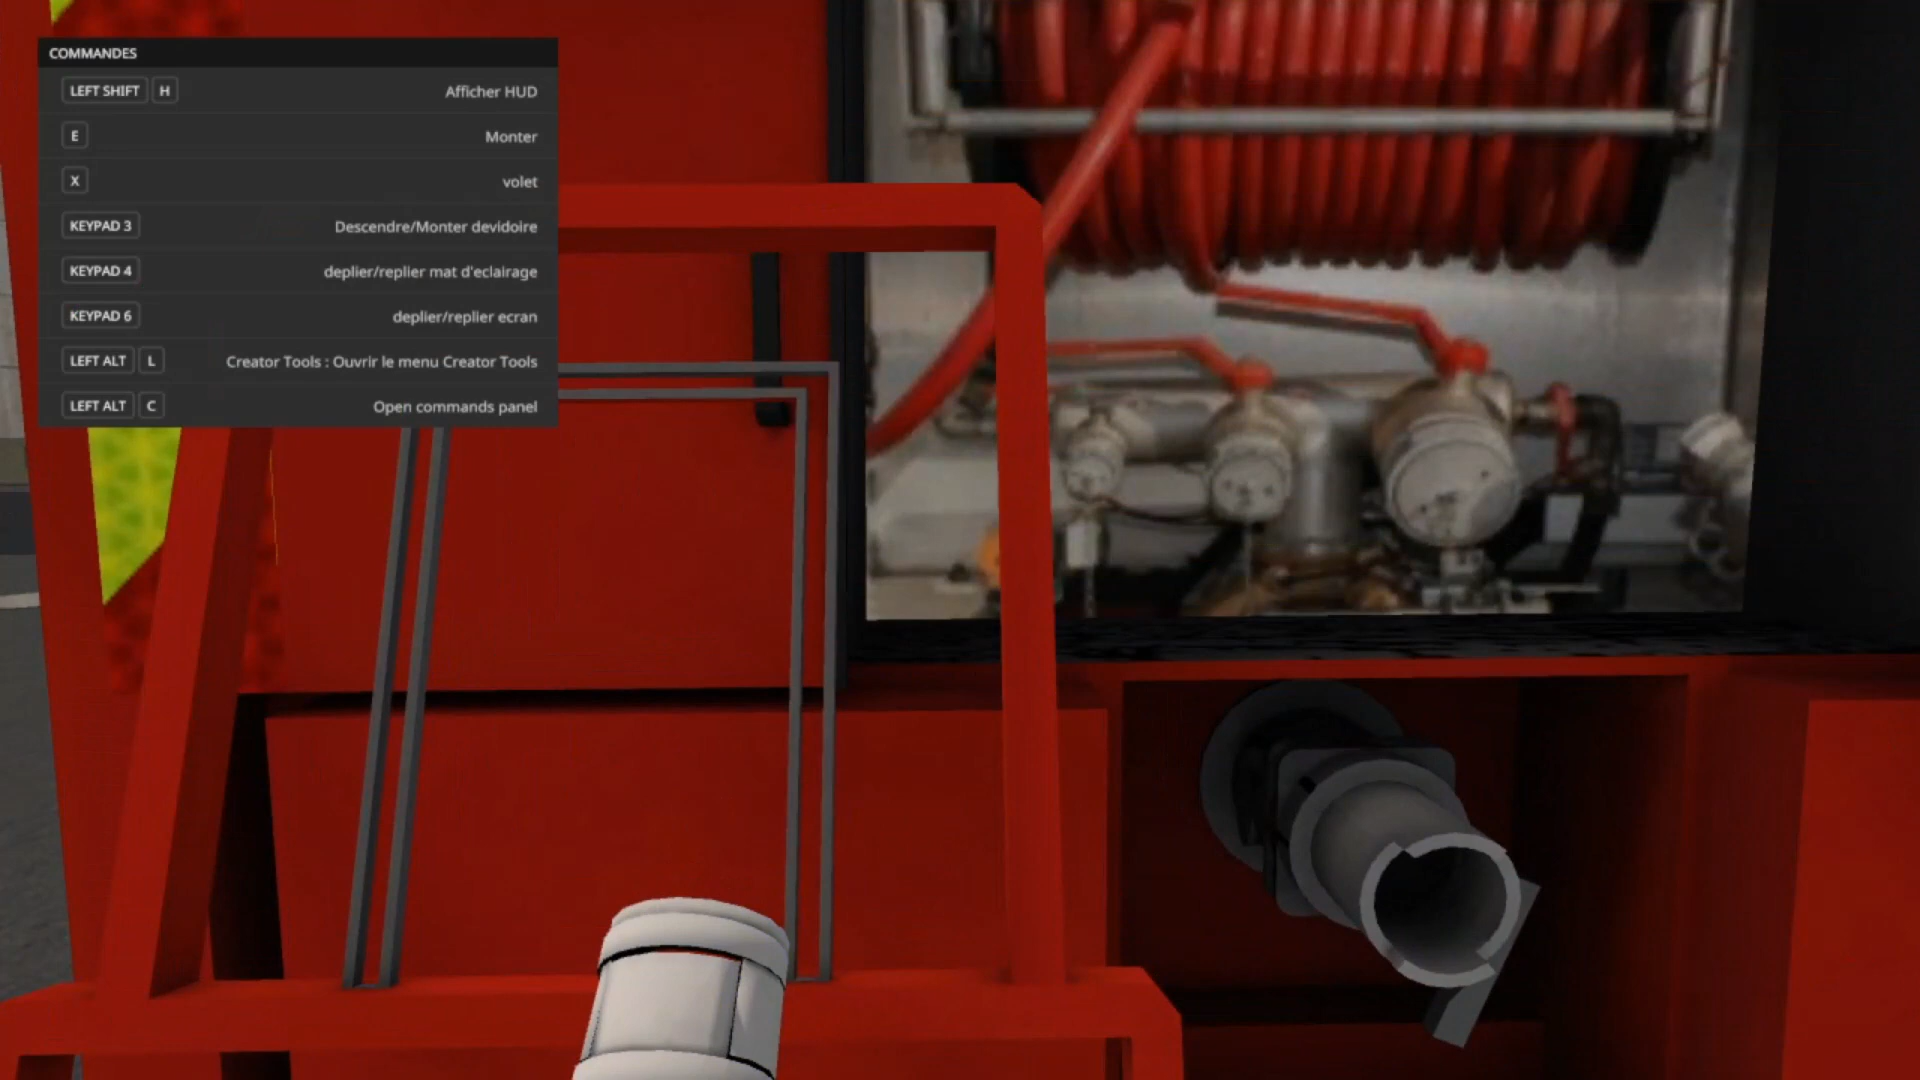 COMMANDES
LEFT SHIFT H Afficher HUD
E Monter
X volet
KEYPAD 3 Descendre/Monter devidoire
KEYPAD 4 deplier/replier mat d'eclairage
KEYPAD 6 deplier/replier ecran
LEFT ALT L Creator Tools : Ouvrir le menu Creator Tools
LEFT ALT C Open commands panel